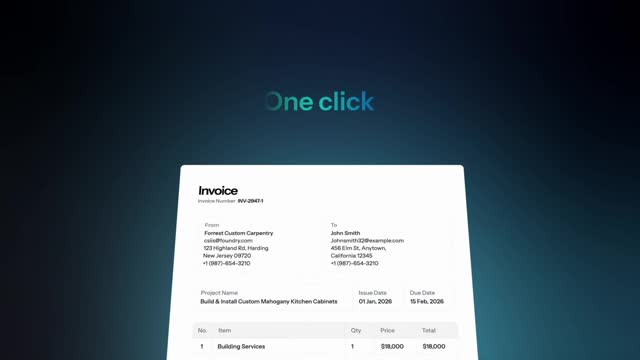 One click
Invoice
Invoice Number INV-2947-1
From
Forrest Custom Carpentry
csiis@foundry.com
123 Highland Rd, Harding
New Jersey 09720
+1 (987)-654-3210
To
John Smith
Johnsmith32@example.com
456 Elm St, Anytown,
California 12345
+1 (987)-654-3210
Project Name
Build & Install Custom Mahogany Kitchen Cabinets
Issue Date
01 Jan, 2026
Due Date
15 Feb, 2026
No. Item Qty Price Total
1 Building Services 1 $18,000 $18,000